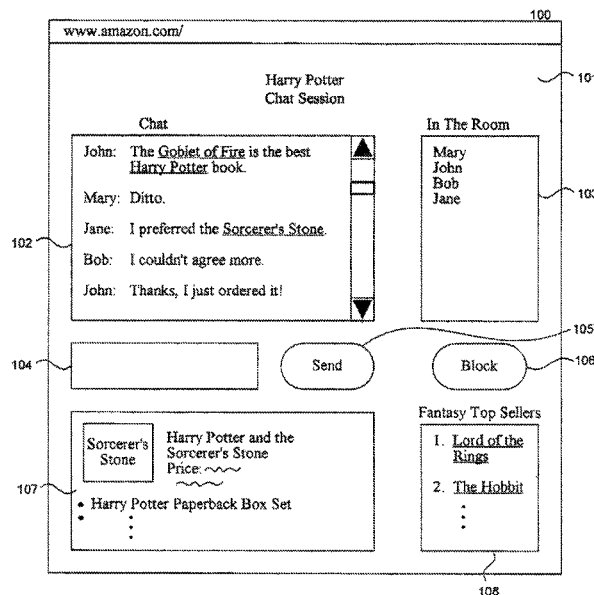 100
www.amazon.com/
101
Harry Potter
Chat Session
Chat
In The Room
John: The Goblet of Fire is the best
Harry Potter book.
Mary: Ditto.
Jane: I preferred the Sorcerer's Stone.
Bob: I couldn't agree more.
John: Thanks, I just ordered it!
Mary
John
Bob
Jane
102
103
104
Send
105
Block
106
107
Sorcerer's
Stone
Harry Potter and the
Sorcerer's Stone
Price:
• Harry Potter Paperback Box Set
Fantasy Top Sellers
1. Lord of the
Rings
2. The Hobbit
108